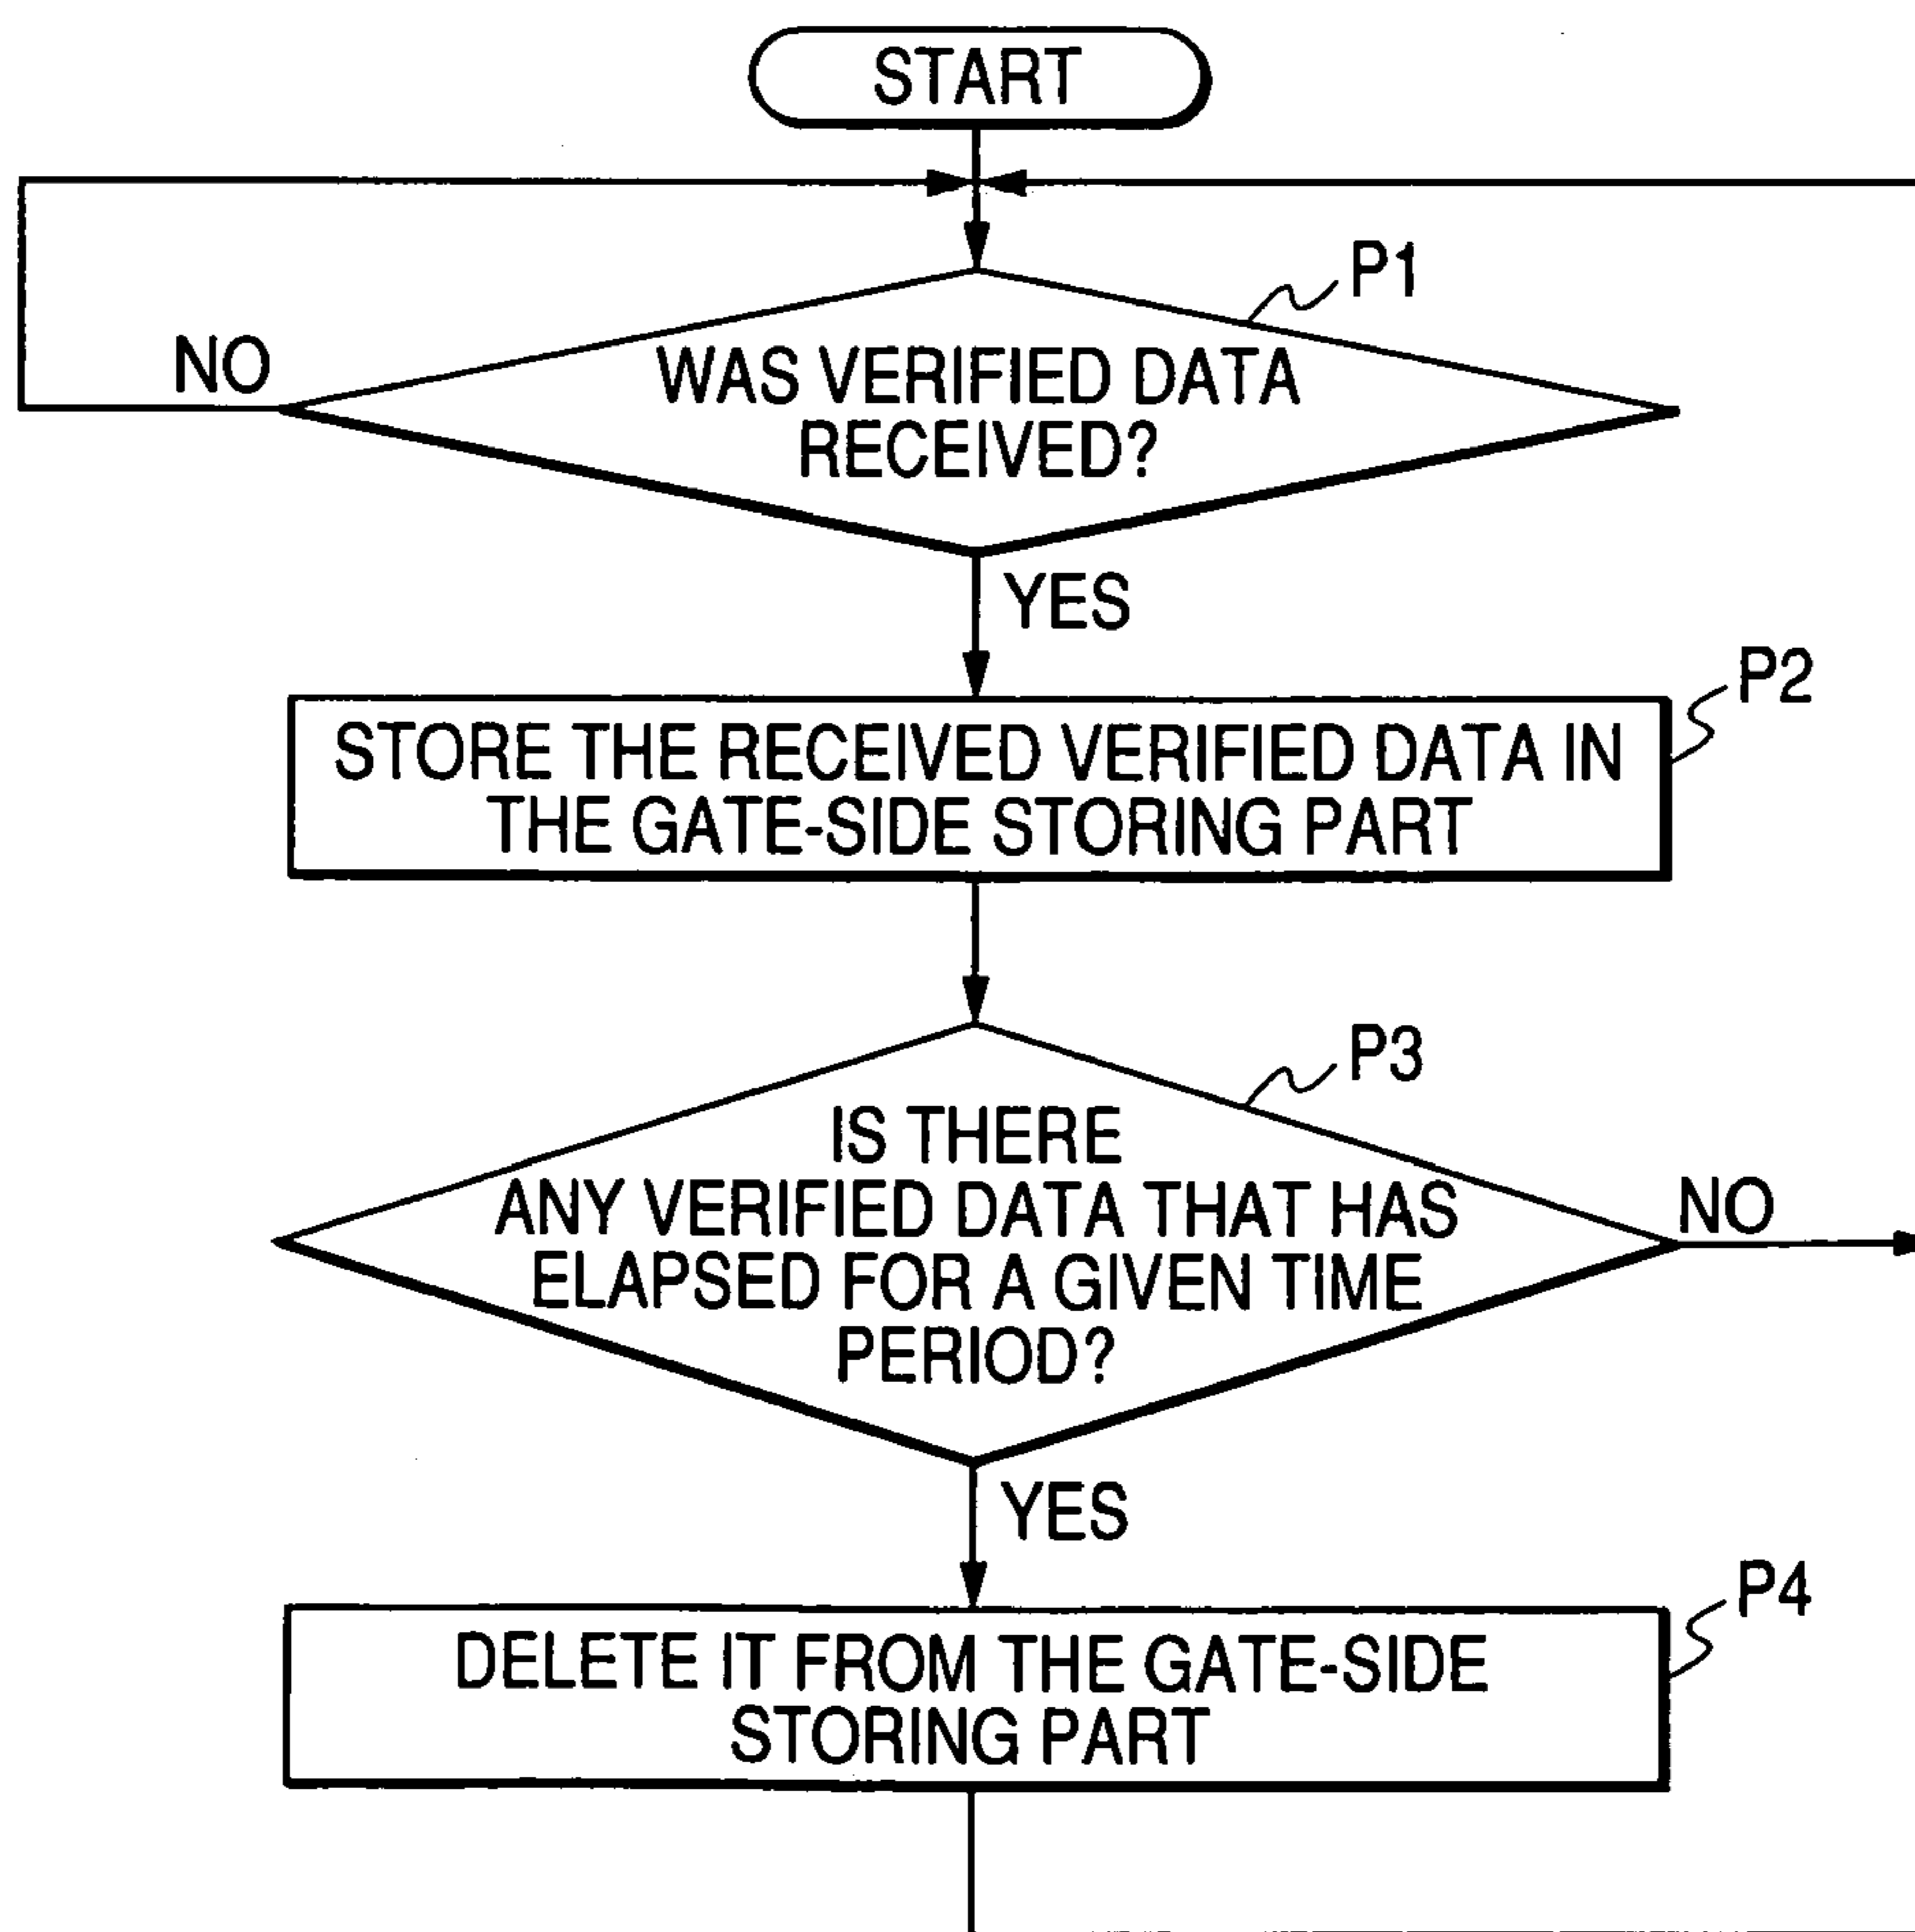 START
P1
NO
WAS VERIFIED DATA
RECEIVED?
YES
P2
STORE THE RECEIVED VERIFIED DATA IN
THE GATE-SIDE STORING PART
P3
IS THERE
ANY VERIFIED DATA THAT HAS
ELAPSED FOR A GIVEN TIME
PERIOD?
NO
YES
P4
DELETE IT FROM THE GATE-SIDE
STORING PART